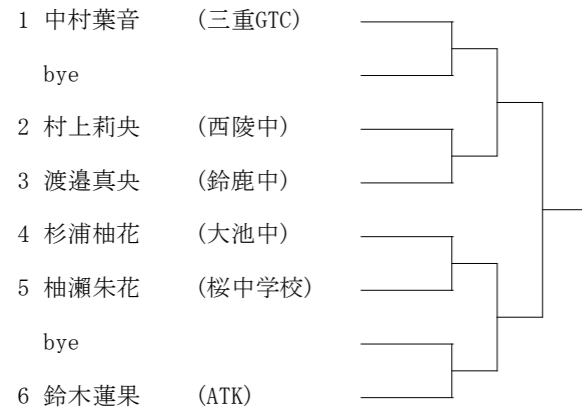 1 中村葉音 (三重GTC)
bye
2 村上莉央 (西陵中)
3 渡邉真央 (鈴鹿中)
4 杉浦柚花 (大池中)
5 柚瀬朱花 (桜中学校)
bye
6 鈴木蓮果 (ATK)